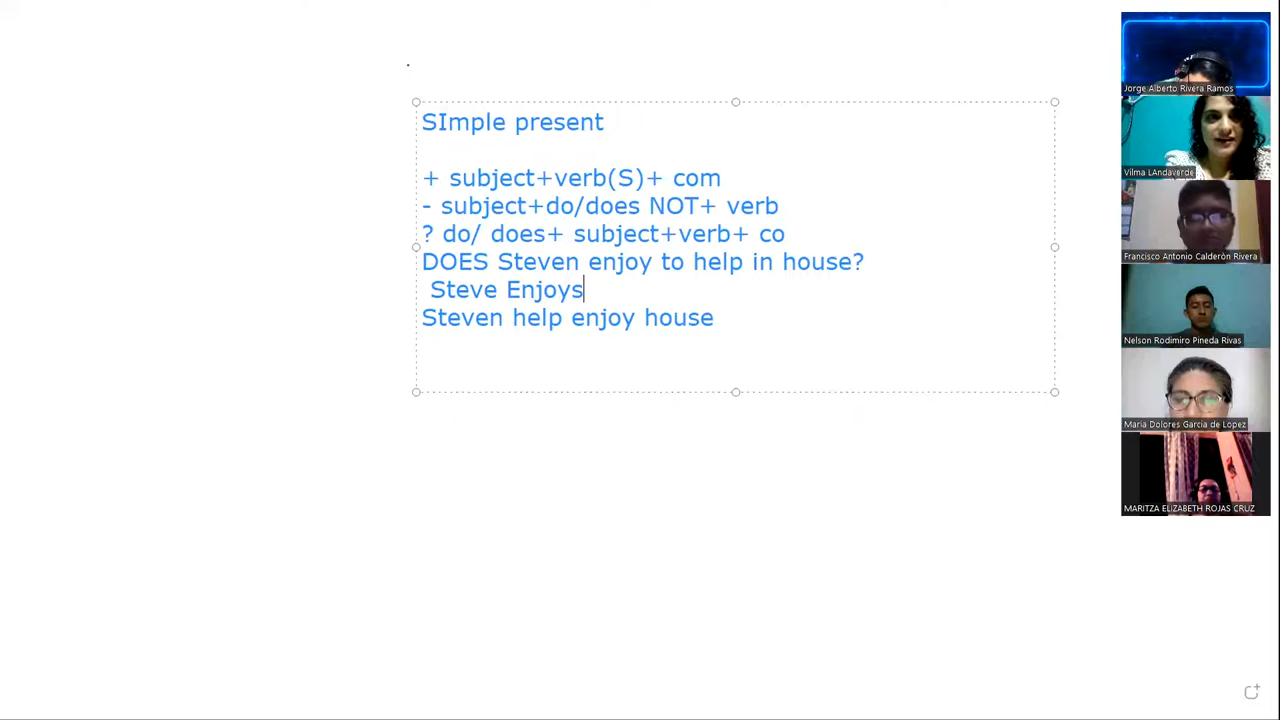 SImple present
+ subject+verb(S)+ com
- subject+do/does NOT+ verb
? do/ does+ subject+verb+ co
DOES Steven enjoy to help in house?
Steve Enjoys
Steven help enjoy house
Jorge Alberto Rivera Ramos
Vilma LAndaverde
Francisco Antonio Calderón Rivera
Nelson Rodimiro Pineda Rivas
Maria Dolores Garcia de Lopez
MARITZA ELIZABETH ROJAS CRUZ